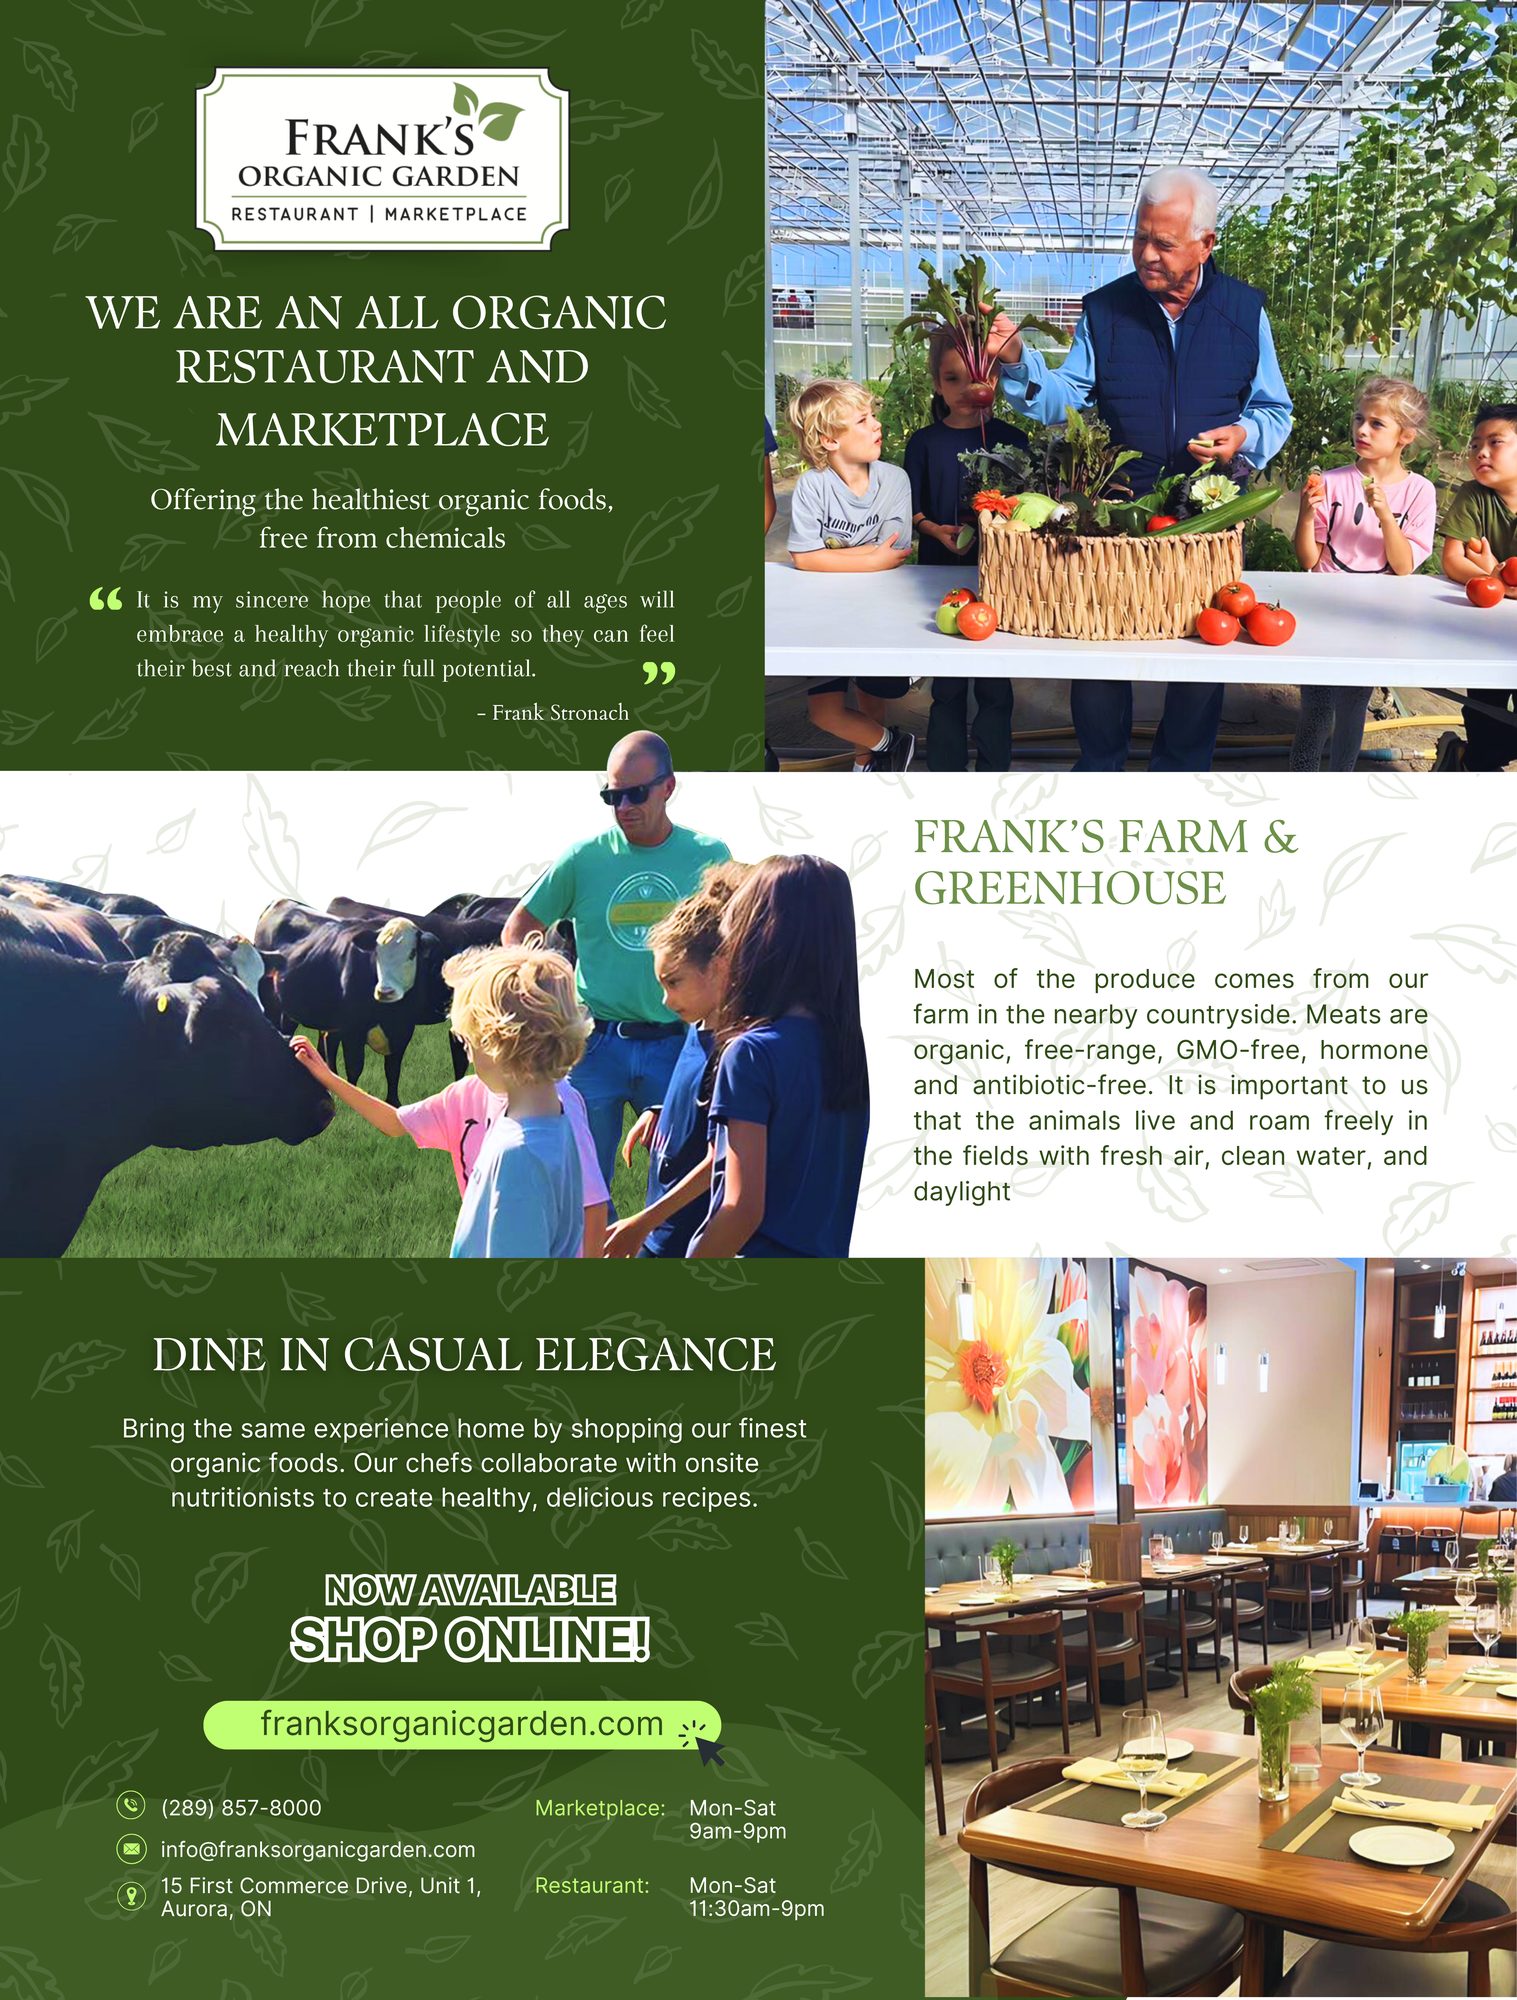 FRANK'S
ORGANIC GARDEN
RESTAURANT | MARKETPLACE
WE ARE AN ALL ORGANIC
RESTAURANT AND
MARKETPLACE
Offering the healthiest organic foods,
free from chemicals
“ It is my sincere hope that people of all ages will
embrace a healthy organic lifestyle so they can feel
their best and reach their full potential. ”
- Frank Stronach
FRANK'S FARM &
GREENHOUSE
Most of the produce comes from our
farm in the nearby countryside. Meats are
organic, free-range, GMO-free, hormone
and antibiotic-free. It is important to us
that the animals live and roam freely in
the fields with fresh air, clean water, and
daylight
DINE IN CASUAL ELEGANCE
Bring the same experience home by shopping our finest
organic foods. Our chefs collaborate with onsite
nutritionists to create healthy, delicious recipes.
NOW AVAILABLE
SHOP ONLINE!
franksorganicgarden.com
(289) 857-8000
info@franksorganicgarden.com
15 First Commerce Drive, Unit 1,
Aurora, ON
Marketplace: Mon-Sat
9am-9pm
Restaurant: Mon-Sat
11:30am-9pm